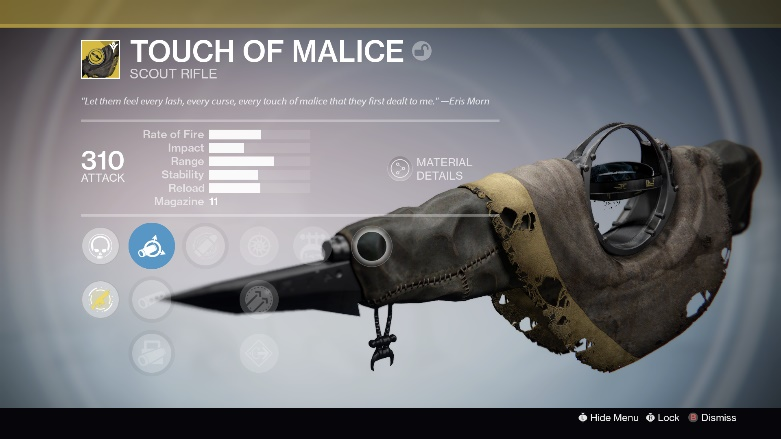 TOUCH OF MALICE
SCOUT RIFLE
"Let them feel every lash, every curse, every touch of malice that they first dealt to me." —Eris Morn
310
ATTACK
Rate of Fire
Impact
Range
Stability
Reload
Magazine 11
MATERIAL
DETAILS
Hide Menu
Lock
B Dismiss